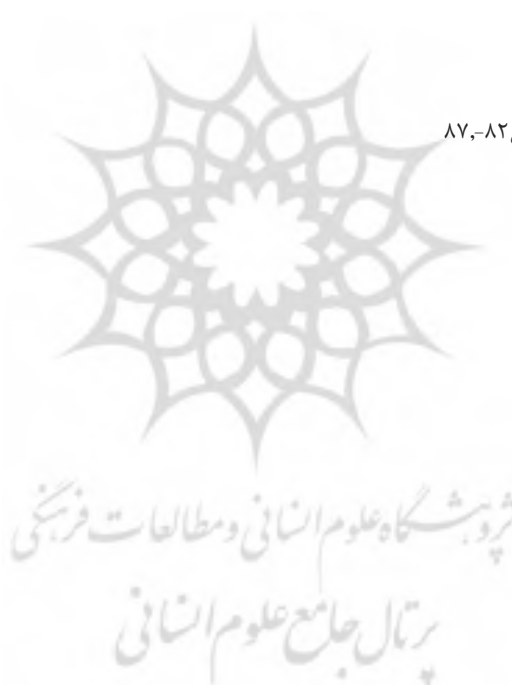 ۸۷,-۸۲,
پژوهشگاه علوم انسانی و مطالعات فرهنگی
پرتال جامع علوم انسانی